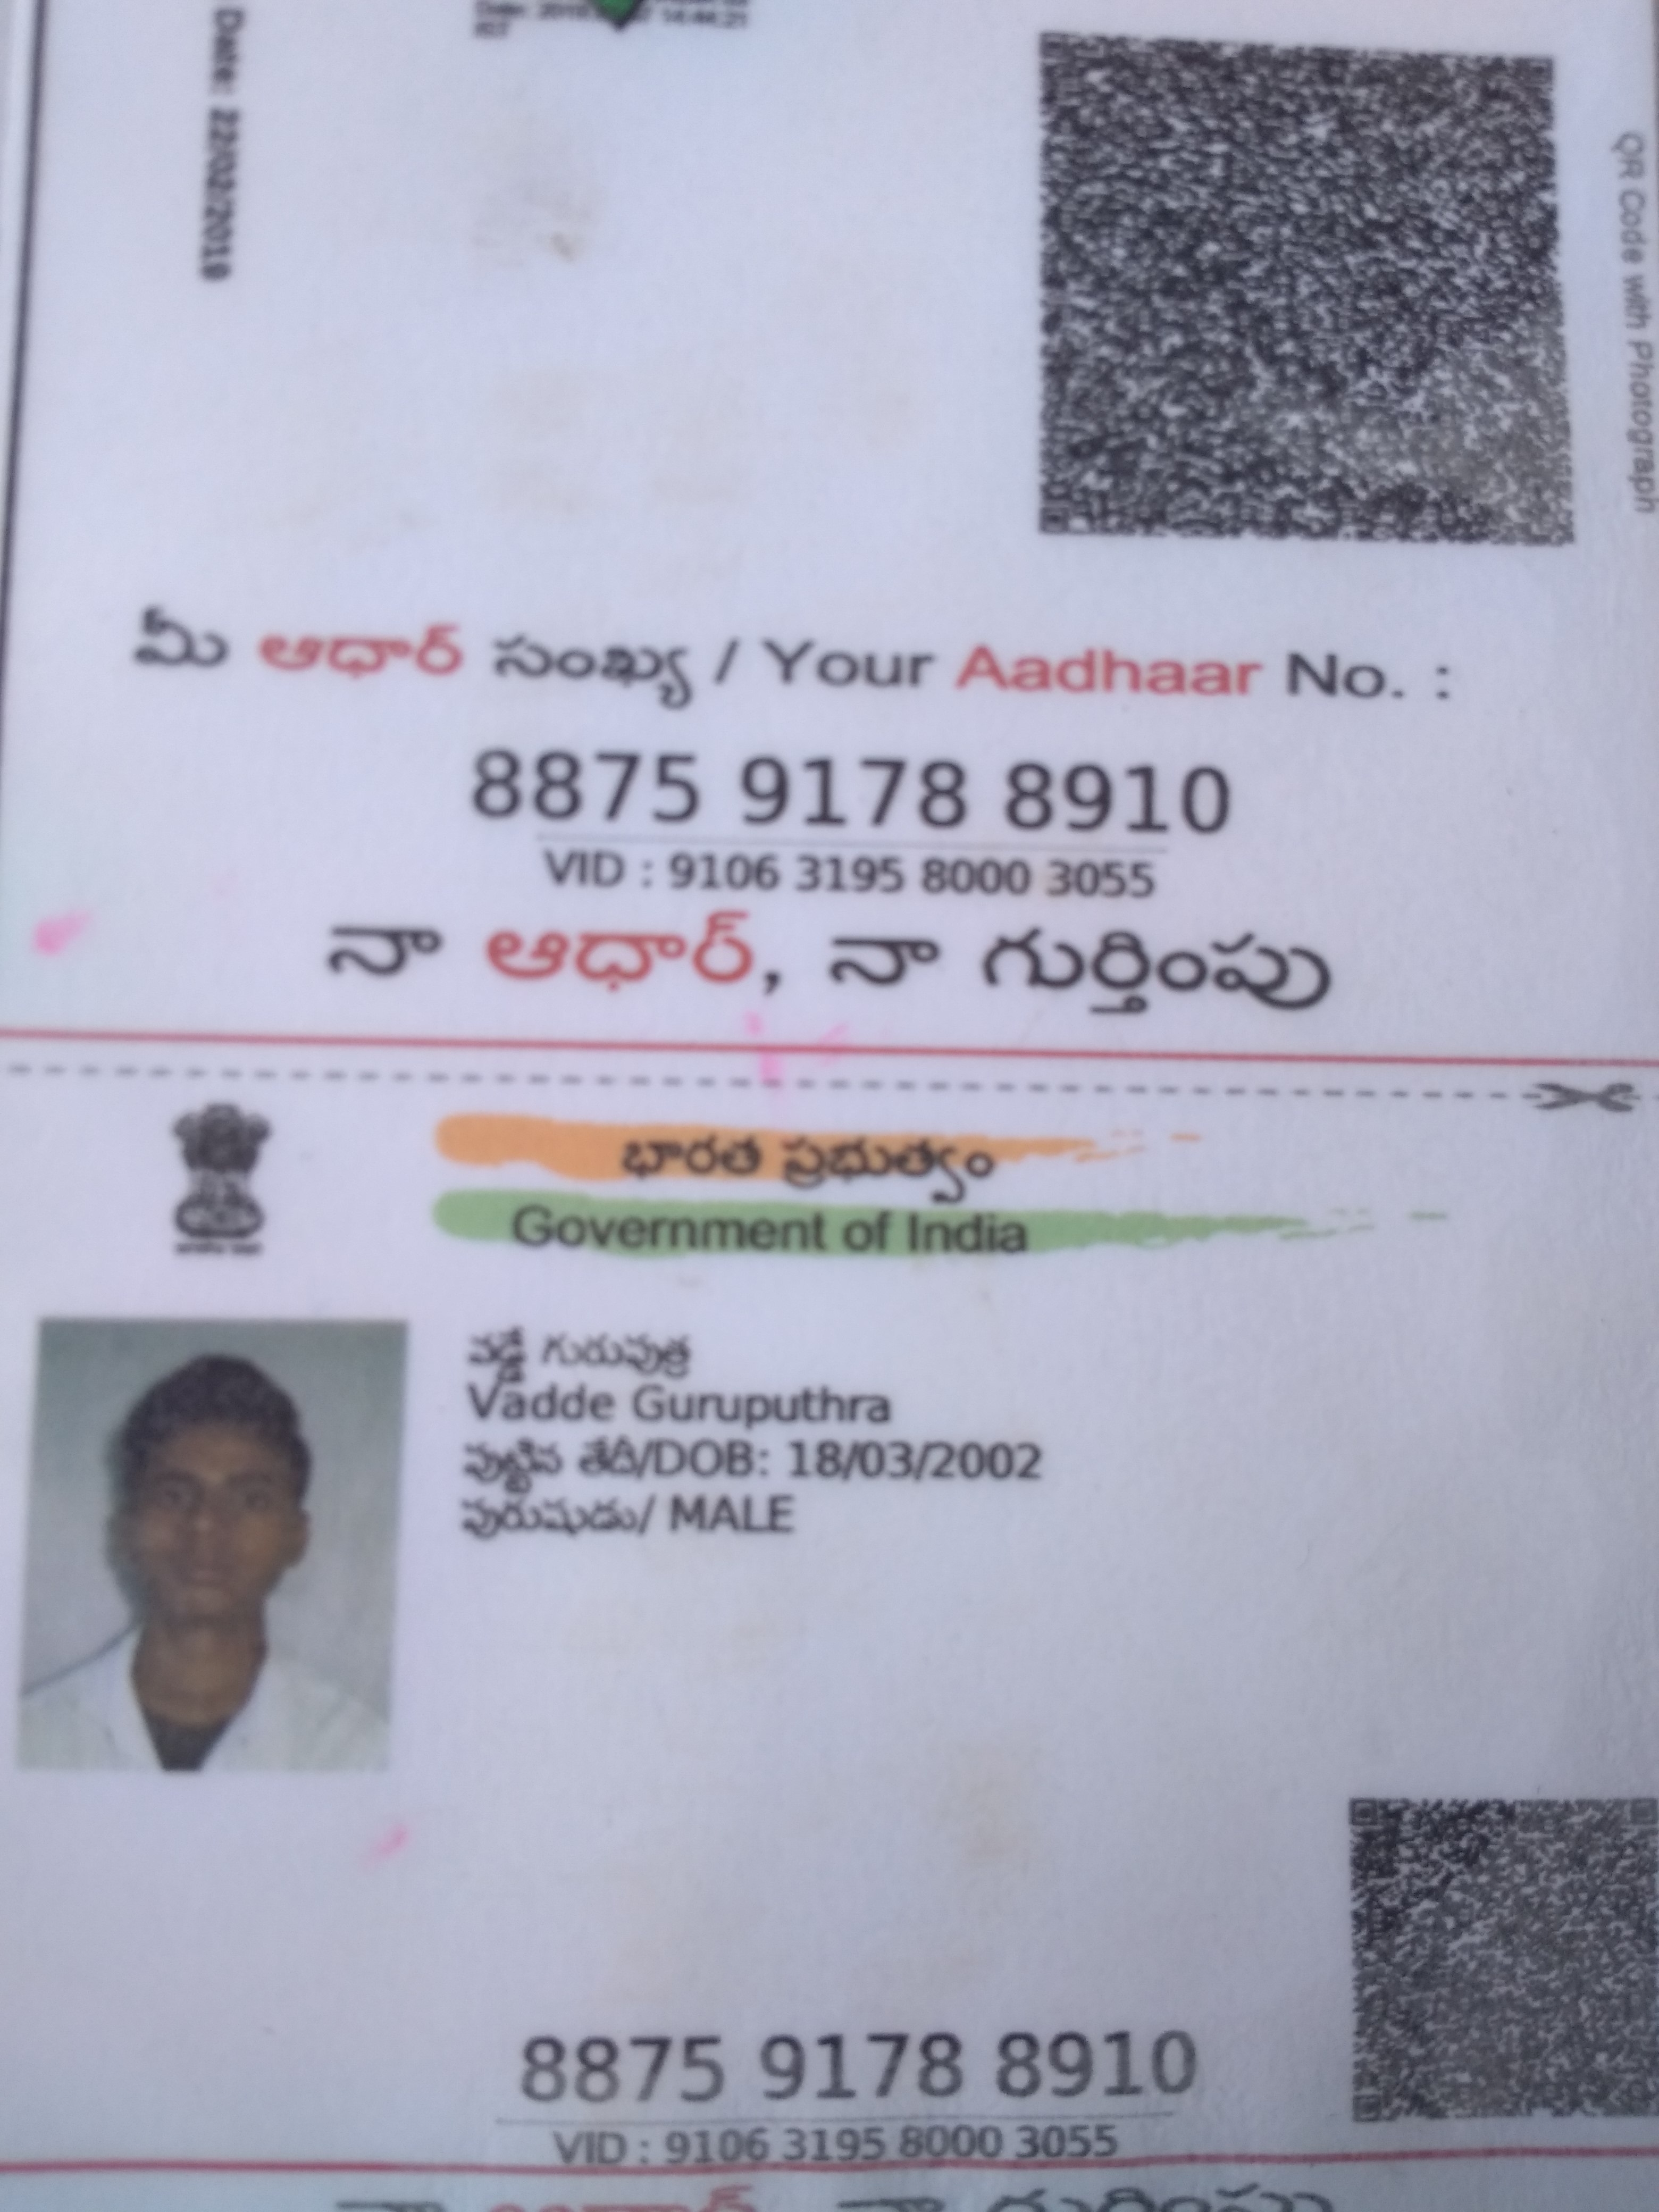 Date: 22/02/2019
QR Code with Photograph
మీ ఆధార్ సంఖ్య / Your Aadhaar No. :
8875 9178 8910
VID : 9106 3195 8000 3055
నా ఆధార్, నా గుర్తింపు
భారత ప్రభుత్వం
Government of India
వడ్డే గురుపుత్ర
Vadde Guruputhra
పుట్టిన తేదీ/DOB: 18/03/2002
పురుషుడు/ MALE
8875 9178 8910
VID : 9106 3195 8000 3055
నా ఆధార్, నా గుర్తింపు